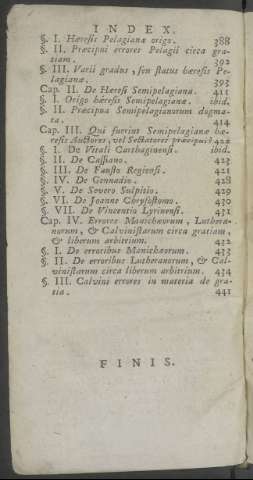 INDEX.
§. I. Hæresis Pelagianæ origo. 388
§. II. Præcipui errores Pelagii circa gra-
tiam. 392
§. III. Varii gradus, seu status hæresis Pe-
lagianæ. 393
Cap. II. De Hæresi Semipelagiana. 411
§. I. Origo hæresis Semipelagianæ. ibid.
§. II. Præcipua Semipelagianorum dogma-
ta. 414
Cap. III. Qui fuerint Semipelagianæ hæ-
resis Auctores, vel Sectatores præcipui? 422
§. I. De Vitali Carthaginensi. ibid.
§. II. De Cassiano. 423
§. III. De Fausto Regiensi. 421
§. IV. De Gennadio. 428
§. V. De Severo Sulpitio. 429
§. VI. De Joanne Chrysostomo. 430
§. VII. De Vincentio Lyrinensi. 431
Cap. IV. Errores Manichæorum, Luthera-
norum, & Calvinistarum circa gratiam,
& liberum arbitrium. 432
§. I. De erroribus Manichæorum. 433
§. II. De erroribus Lutheranorum, & Cal-
vinistarum circa liberum arbitrium. 434
§. III. Calvini errores in materia de gra-
tia. 441
FINIS.